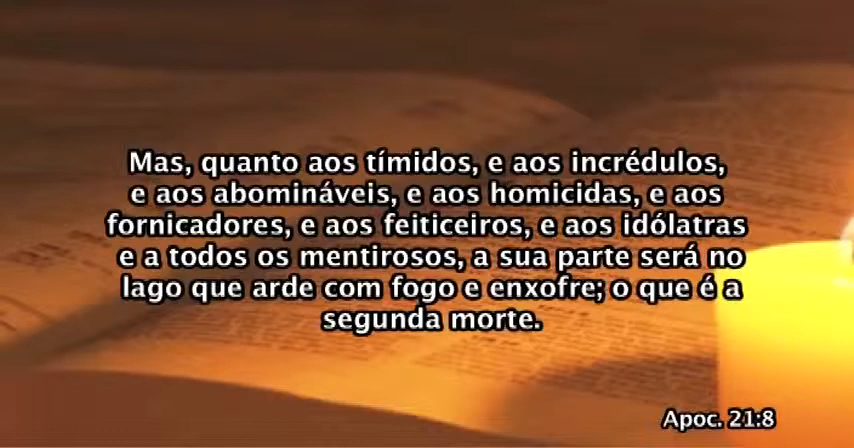 Mas, quanto aos tímidos, e aos incrédulos,
e aos abomináveis, e aos homicidas, e aos
fornicadores, e aos feiticeiros, e aos idólatras
e a todos os mentirosos, a sua parte será no
lago que arde com fogo e enxofre; o que é a
segunda morte.
Apoc. 21:8